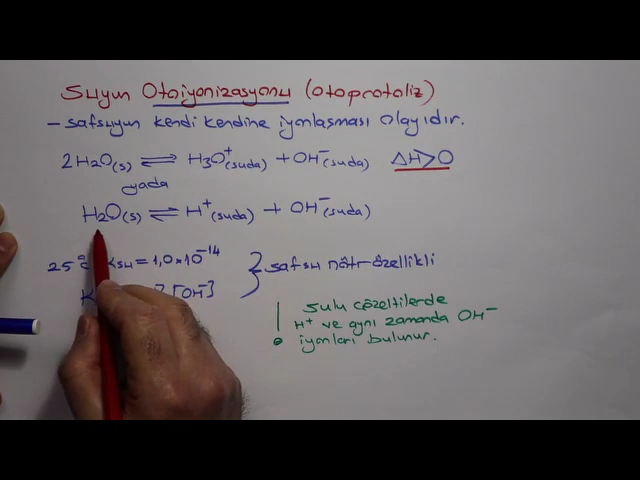 Suyun Otoiyonizasyonu (otoprotoliz)
- safsuyun kendi kendine iyonlaşması olayıdır.
2H₂O(s) ⇌ H₃O⁺(suda) + OH⁻(suda) ΔH>0
yada
H₂O(s) ⇌ H⁺(suda) + OH⁻(suda)
25 °C Ksu = 1,0×10⁻¹⁴ } safsu nötr özellikli
K ] [OH⁻]
! sulu çözeltilerde
H⁺ ve aynı zamanda OH⁻
iyonları bulunur.